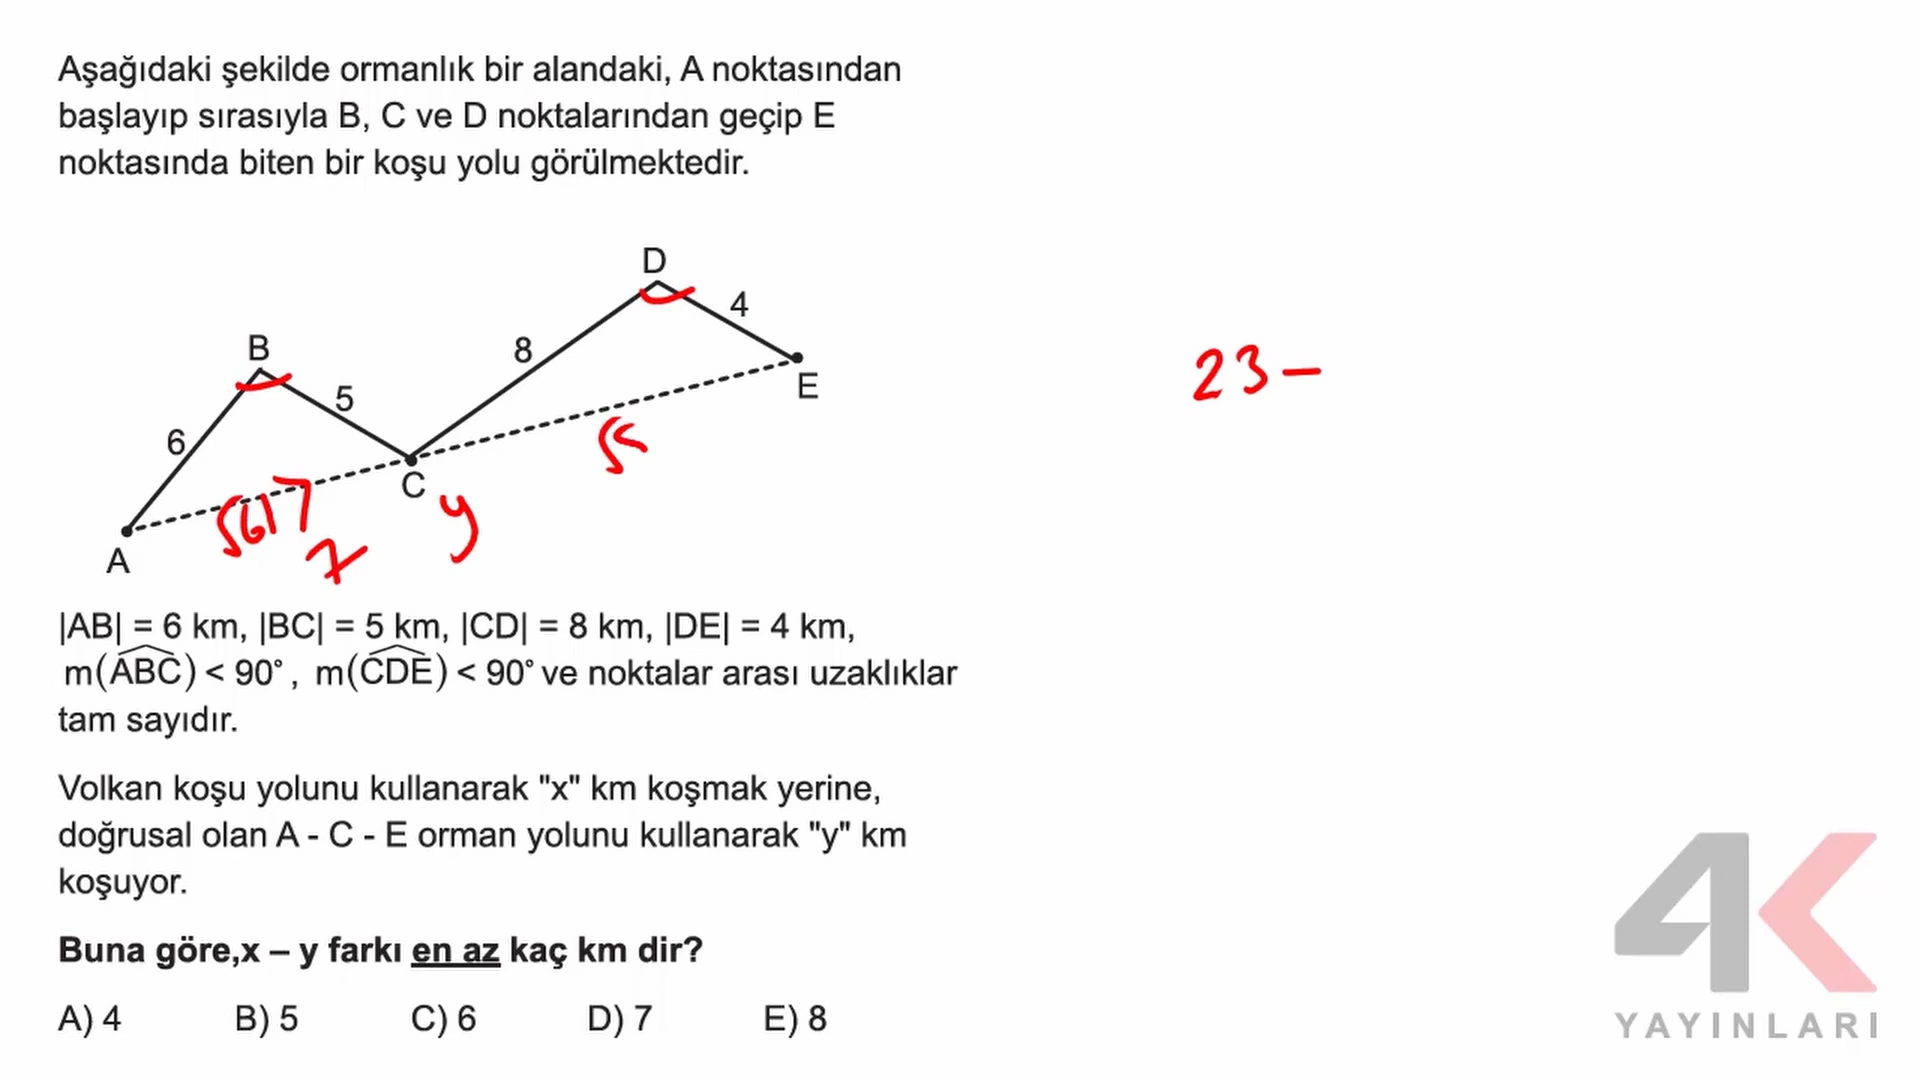 Aşağıdaki şekilde ormanlık bir alandaki, A noktasından
başlayıp sırasıyla B, C ve D noktalarından geçip E
noktasında biten bir koşu yolu görülmektedir.
D
4
B
8
23 –
E
5
6
C
y
A
7
|AB| = 6 km, |BC| = 5 km, |CD| = 8 km, |DE| = 4 km,
m(ABC) < 90°, m(CDE) < 90° ve noktalar arası uzaklıklar
tam sayıdır.
Volkan koşu yolunu kullanarak "x" km koşmak yerine,
doğrusal olan A - C - E orman yolunu kullanarak "y" km
koşuyor.
Buna göre,x – y farkı en az kaç km dir?
A) 4 B) 5 C) 6 D) 7 E) 8
4K
YAYINLARI